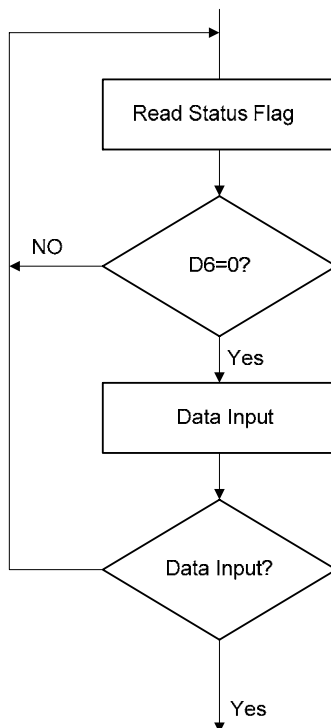 Read Status Flag
NO
D6=0?
Yes
Data Input
Data Input?
Yes